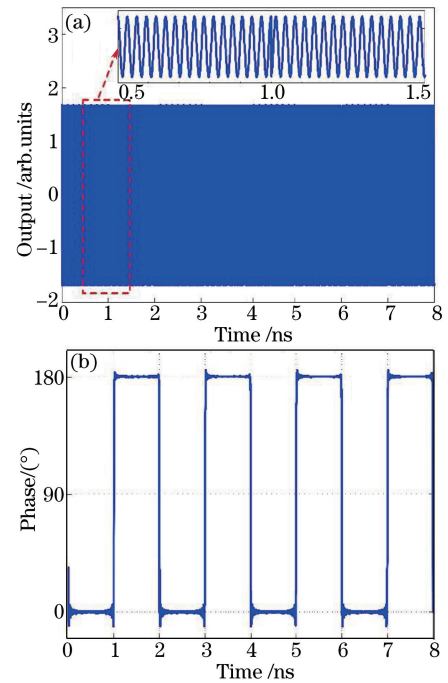 (a)
3
2
1
0
−1
−2
Output /arb.units
0.5 1.0 1.5
0 1 2 3 4 5 6 7 8
Time /ns
(b)
180
90
0
Phase/(°)
0 1 2 3 4 5 6 7 8
Time /ns